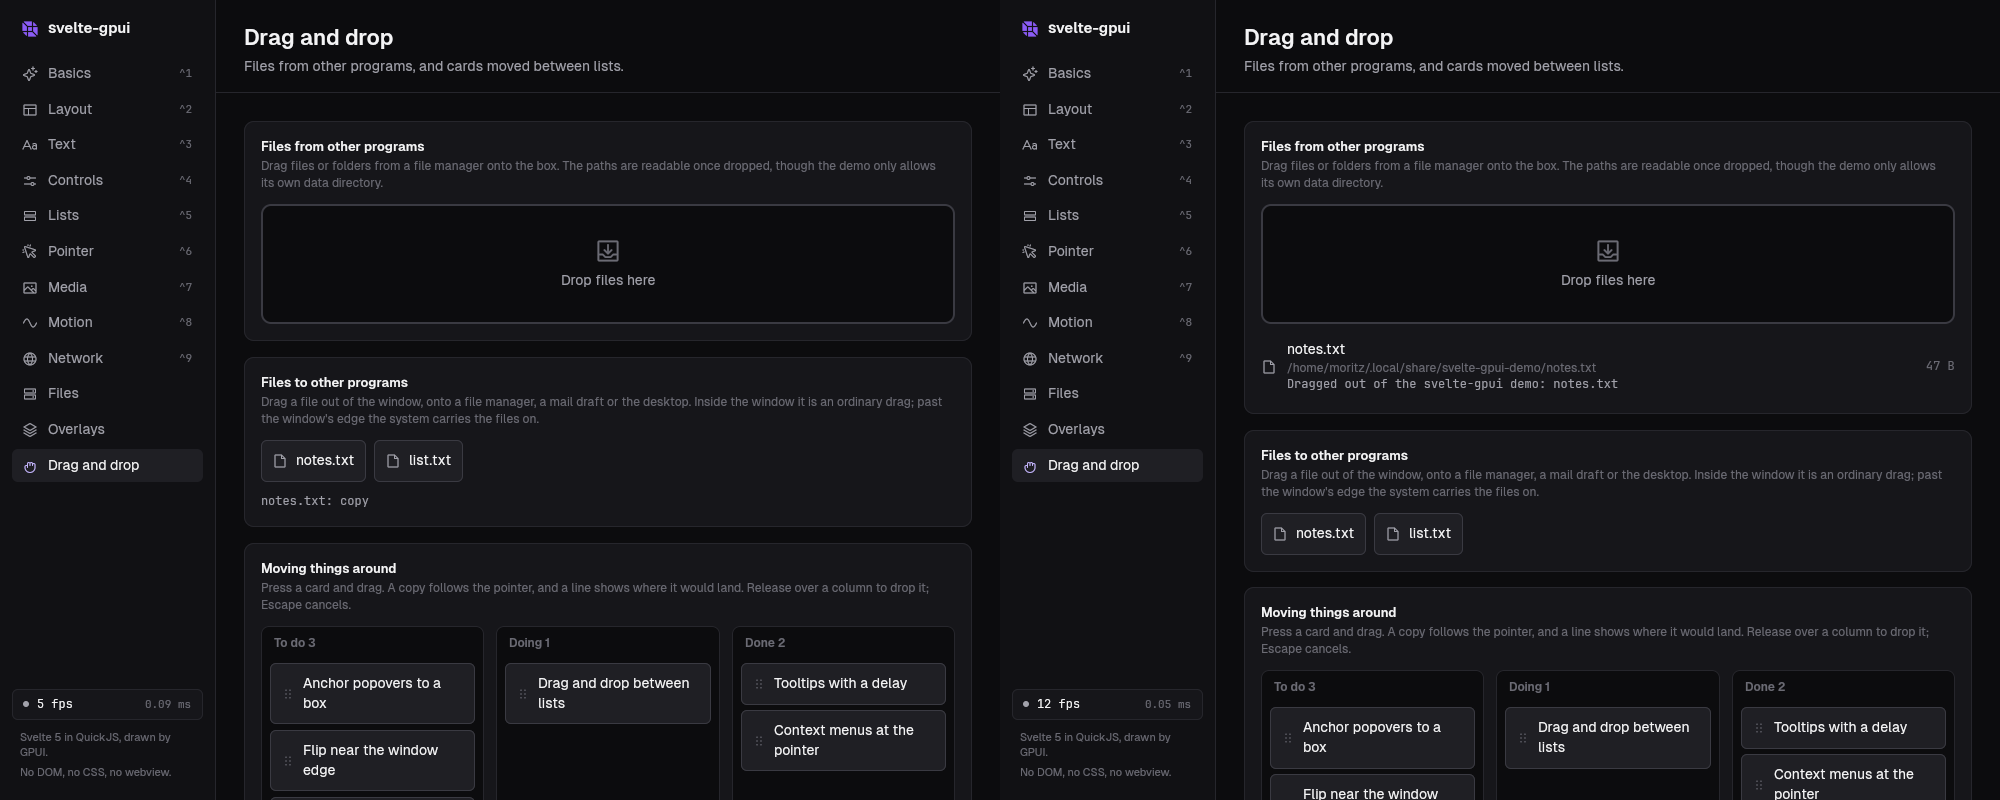 svelte-gpui
Basics ^1
Layout ^2
Text ^3
Controls ^4
Lists ^5
Pointer ^6
Media ^7
Motion ^8
Network ^9
Files
Overlays
Drag and drop
5 fps 0.09 ms
Svelte 5 in QuickJS, drawn by
GPUI.
No DOM, no CSS, no webview.
Drag and drop
Files from other programs, and cards moved between lists.
Files from other programs
Drag files or folders from a file manager onto the box. The paths are readable once dropped, though the demo only allows
its own data directory.
Drop files here
Files to other programs
Drag a file out of the window, onto a file manager, a mail draft or the desktop. Inside the window it is an ordinary drag; past
the window's edge the system carries the files on.
notes.txt
list.txt
notes.txt: copy
Moving things around
Press a card and drag. A copy follows the pointer, and a line shows where it would land. Release over a column to drop it;
Escape cancels.
To do 3
Anchor popovers to a
box
Flip near the window
edge
Doing 1
Drag and drop between
lists
Done 2
Tooltips with a delay
Context menus at the
pointer
svelte-gpui
Basics ^1
Layout ^2
Aa Text ^3
Controls ^4
Lists ^5
Pointer ^6
Media ^7
Motion ^8
Network ^9
Files
Overlays
Drag and drop
12 fps 0.05 ms
Svelte 5 in QuickJS, drawn by
GPUI.
No DOM, no CSS, no webview.
Drag and drop
Files from other programs, and cards moved between lists.
Files from other programs
Drag files or folders from a file manager onto the box. The paths are readable once dropped, though the demo only allows
its own data directory.
Drop files here
notes.txt
/home/moritz/.local/share/svelte-gpui-demo/notes.txt
Dragged out of the svelte-gpui demo: notes.txt
47 B
Files to other programs
Drag a file out of the window, onto a file manager, a mail draft or the desktop. Inside the window it is an ordinary drag; past
the window's edge the system carries the files on.
notes.txt
list.txt
Moving things around
Press a card and drag. A copy follows the pointer, and a line shows where it would land. Release over a column to drop it;
Escape cancels.
To do 3
Anchor popovers to a
box
Flip near the window
Doing 1
Drag and drop between
lists
Done 2
Tooltips with a delay
Context menus at the
pointer